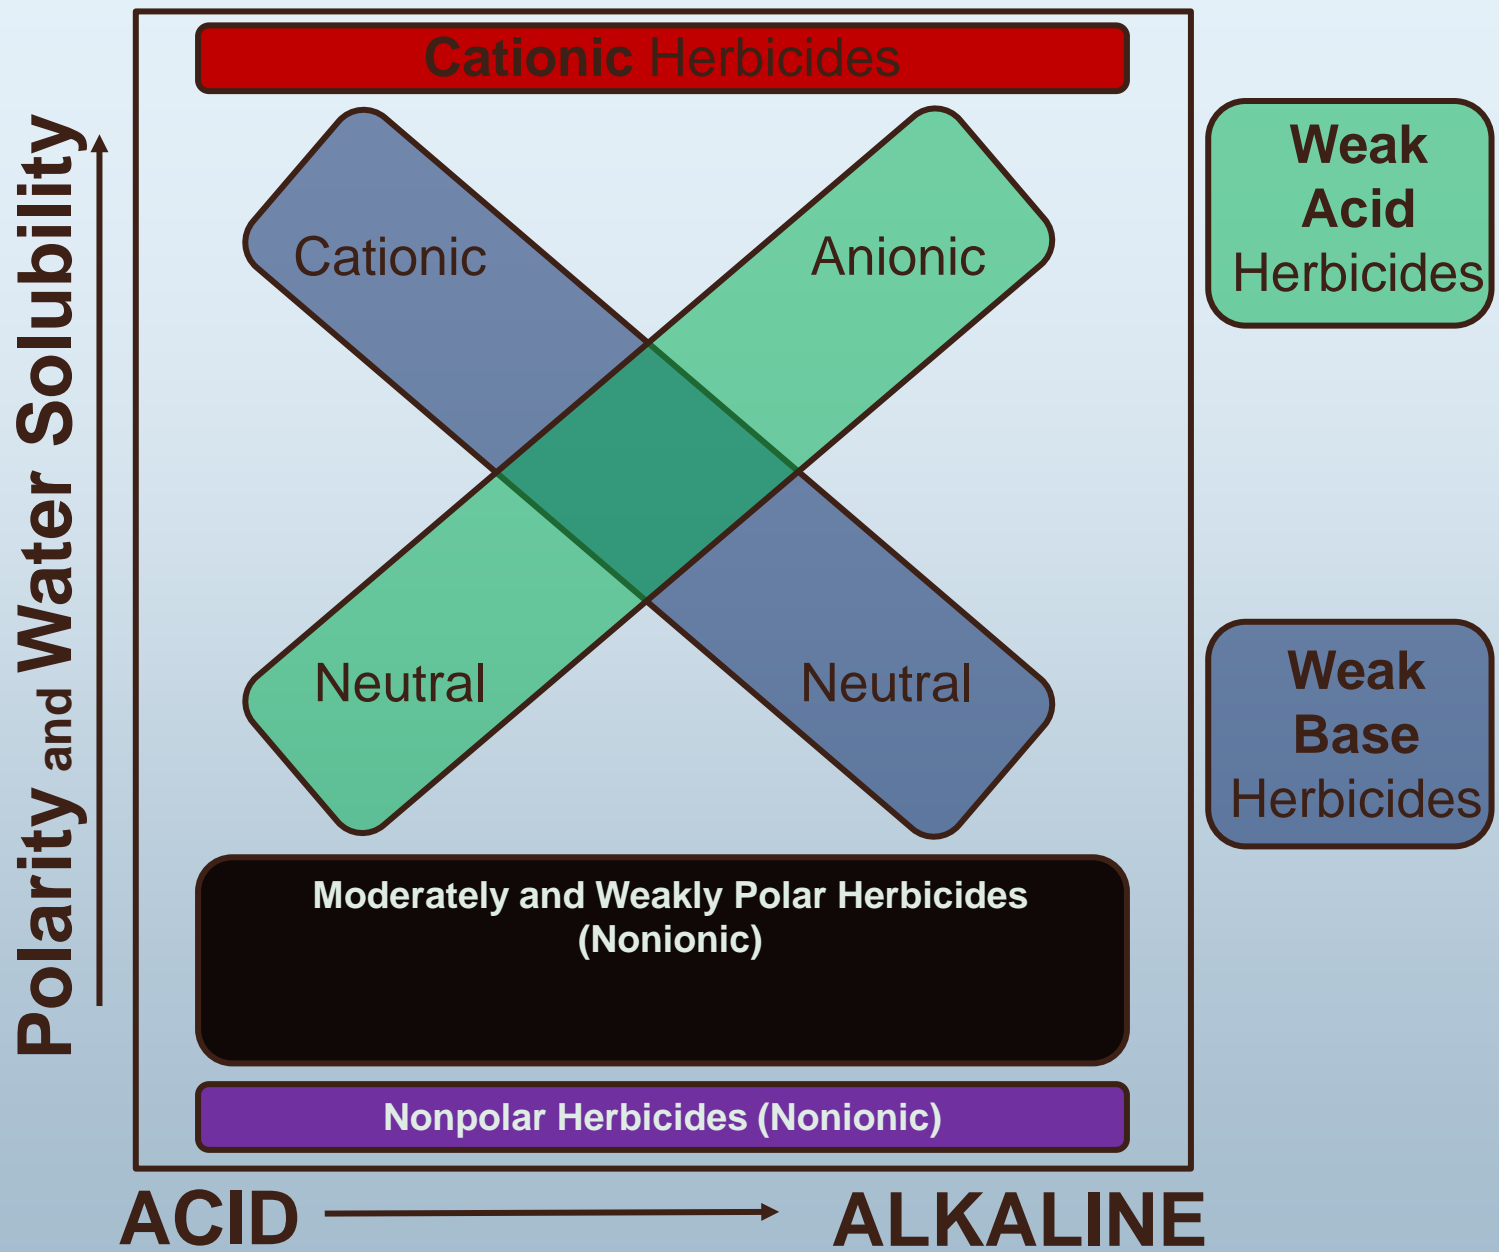 Cationic Herbicides
Polarity and Water Solubility
Cationic
Anionic
Weak
Acid
Herbicides
Neutral
Neutral
Weak
Base
Herbicides
Moderately and Weakly Polar Herbicides
(Nonionic)
Nonpolar Herbicides (Nonionic)
ACID
ALKALINE